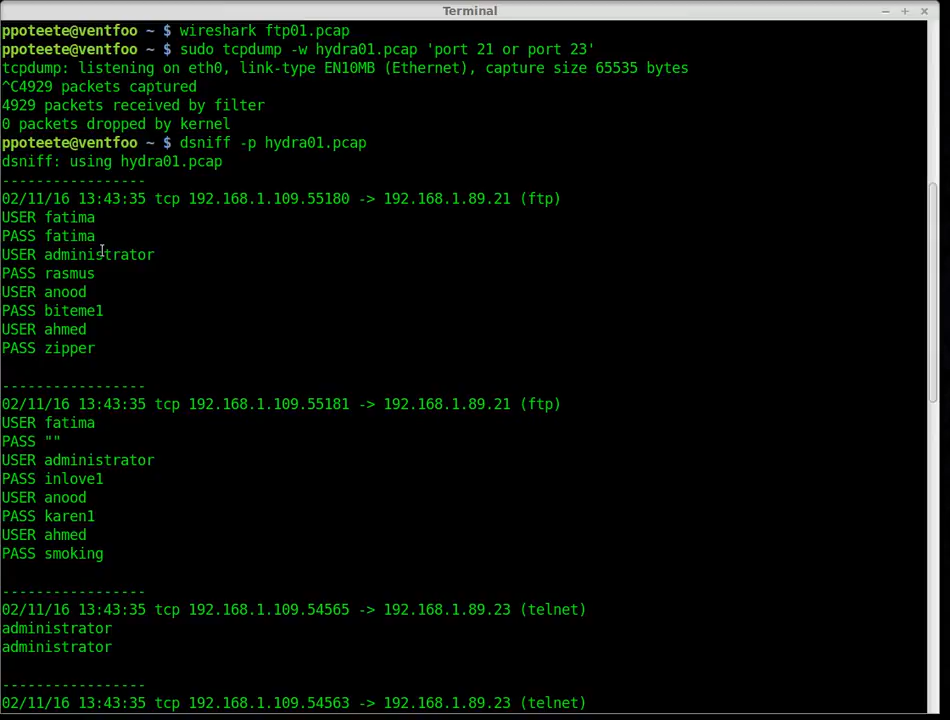 Terminal
ppoteete@ventfoo ~ $ wireshark ftp01.pcap
ppoteete@ventfoo ~ $ sudo tcpdump -w hydra01.pcap 'port 21 or port 23'
tcpdump: listening on eth0, link-type EN10MB (Ethernet), capture size 65535 bytes
^C4929 packets captured
4929 packets received by filter
0 packets dropped by kernel
ppoteete@ventfoo ~ $ dsniff -p hydra01.pcap
dsniff: using hydra01.pcap
-----------------
02/11/16 13:43:35 tcp 192.168.1.109.55180 -> 192.168.1.89.21 (ftp)
USER fatima
PASS fatima
USER administrator
PASS rasmus
USER anood
PASS biteme1
USER ahmed
PASS zipper
-----------------
02/11/16 13:43:35 tcp 192.168.1.109.55181 -> 192.168.1.89.21 (ftp)
USER fatima
PASS ""
USER administrator
PASS inlove1
USER anood
PASS karen1
USER ahmed
PASS smoking
-----------------
02/11/16 13:43:35 tcp 192.168.1.109.54565 -> 192.168.1.89.23 (telnet)
administrator
administrator
-----------------
02/11/16 13:43:35 tcp 192.168.1.109.54563 -> 192.168.1.89.23 (telnet)